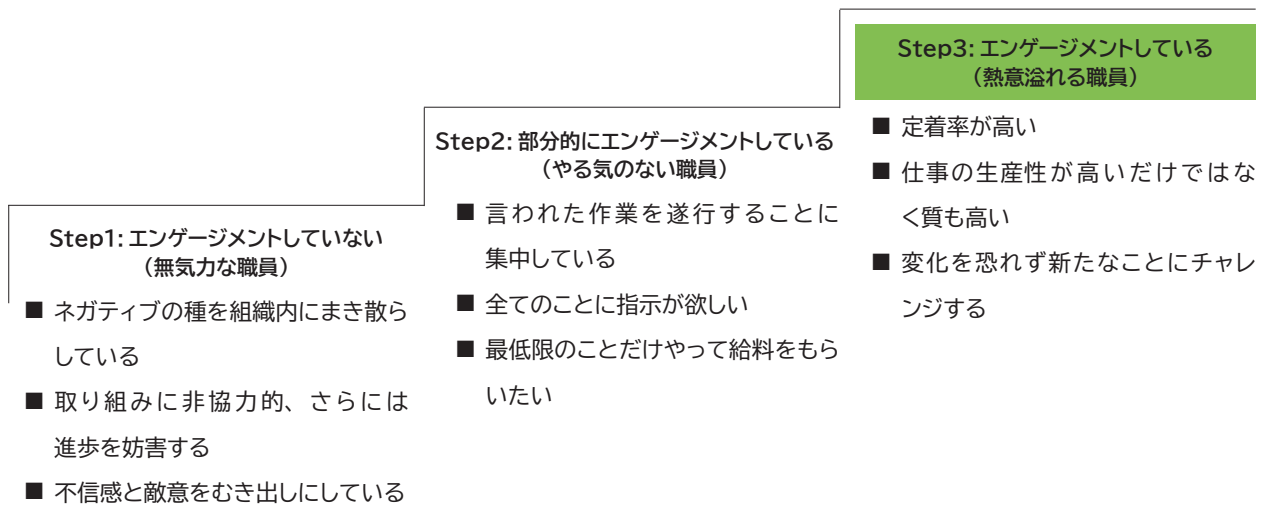 Step1: エンゲージメントしていない
（無気力な職員）
■ ネガティブの種を組織内にまき散ら
している
■ 取り組みに非協力的、さらには
進歩を妨害する
■ 不信感と敵意をむき出しにしている
Step2: 部分的にエンゲージメントしている
（やる気のない職員）
■ 言われた作業を遂行することに
集中している
■ 全てのことに指示が欲しい
■ 最低限のことだけやって給料をもら
いたい
Step3: エンゲージメントしている
（熱意溢れる職員）
■ 定着率が高い
■ 仕事の生産性が高いだけではな
く質も高い
■ 変化を恐れず新たなことにチャレ
ンジする